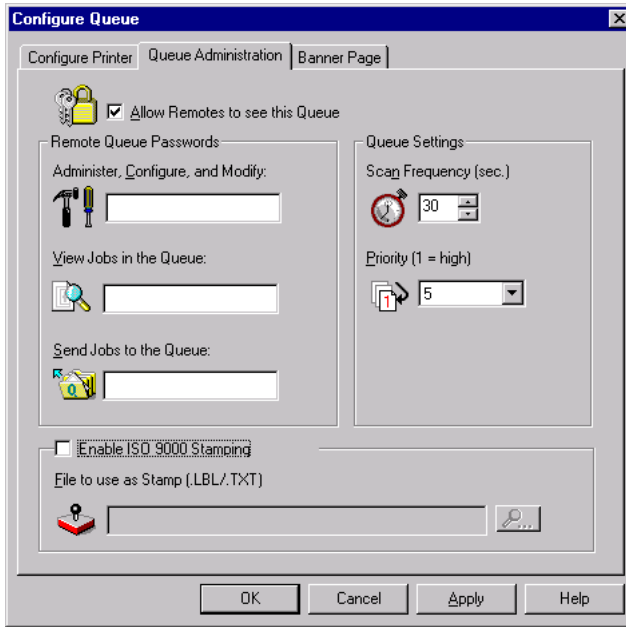 Configure Queue
Configure Printer Queue Administration Banner Page
Allow Remotes to see this Queue
Remote Queue Passwords
Administer, Configure, and Modify:
View Jobs in the Queue:
Send Jobs to the Queue:
Queue Settings
Scan Frequency (sec.)
30
Priority (1 = high)
1
5
Q
Enable ISO 9000 Stamping
File to use as Stamp (.LBL/.TXT)
...
OK Cancel Apply Help